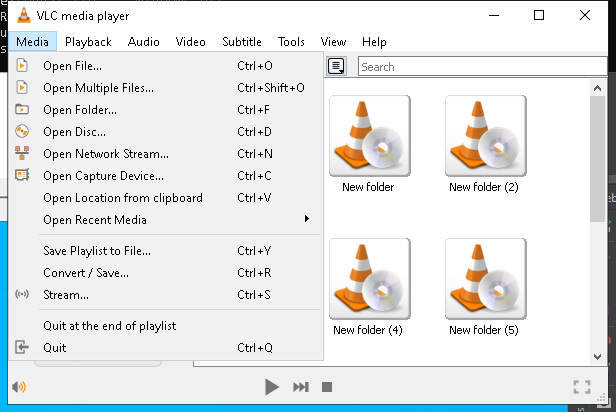 VLC media player
Media Playback Audio Video Subtitle Tools View Help
Open File... Ctrl+O
Open Multiple Files... Ctrl+Shift+O
Open Folder... Ctrl+F
Open Disc... Ctrl+D
Open Network Stream... Ctrl+N
Open Capture Device... Ctrl+C
Open Location from clipboard Ctrl+V
Open Recent Media
Save Playlist to File... Ctrl+Y
Convert / Save... Ctrl+R
Stream... Ctrl+S
Quit at the end of playlist
Quit Ctrl+Q
Search
New folder New folder (2)
New folder (4) New folder (5)